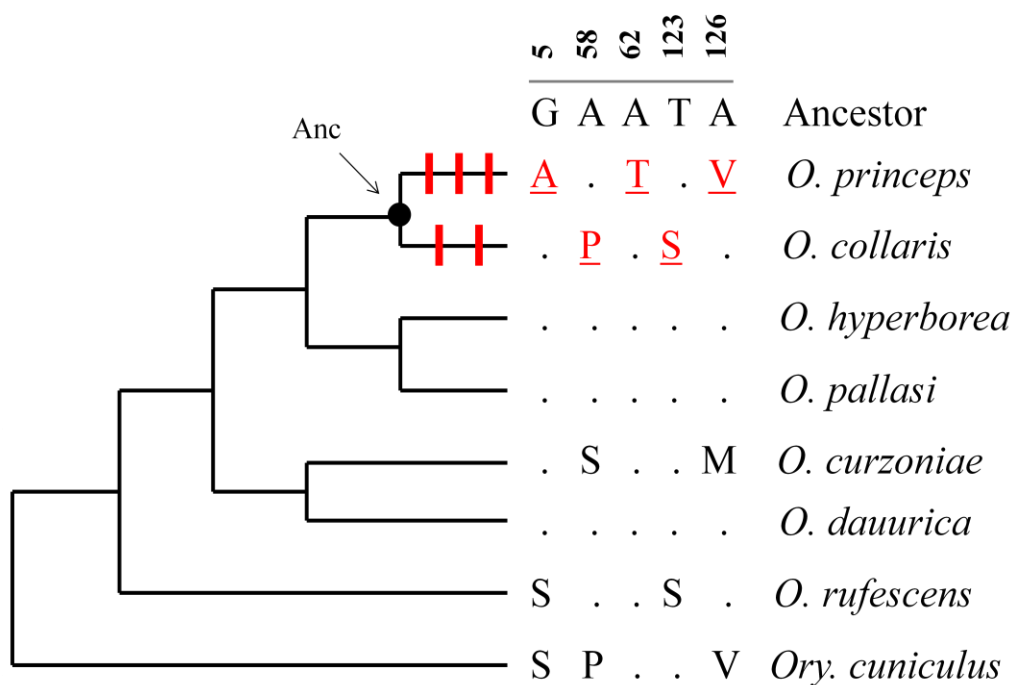 5 58 62 123 126
G A A T A Ancestor
Anc
A . T . V O. princeps
. P . S . O. collaris
. . . . . O. hyperborea
. . . . . O. pallasi
. S . . M O. curzoniae
. . . . . O. dauurica
S . . S . O. rufescens
S P . . V Ory. cuniculus